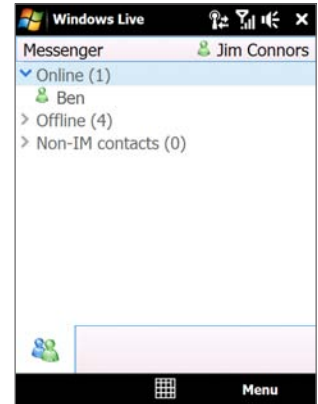 Windows Live
Messenger Jim Connors
Online (1)
Ben
Offline (4)
Non-IM contacts (0)
Menu